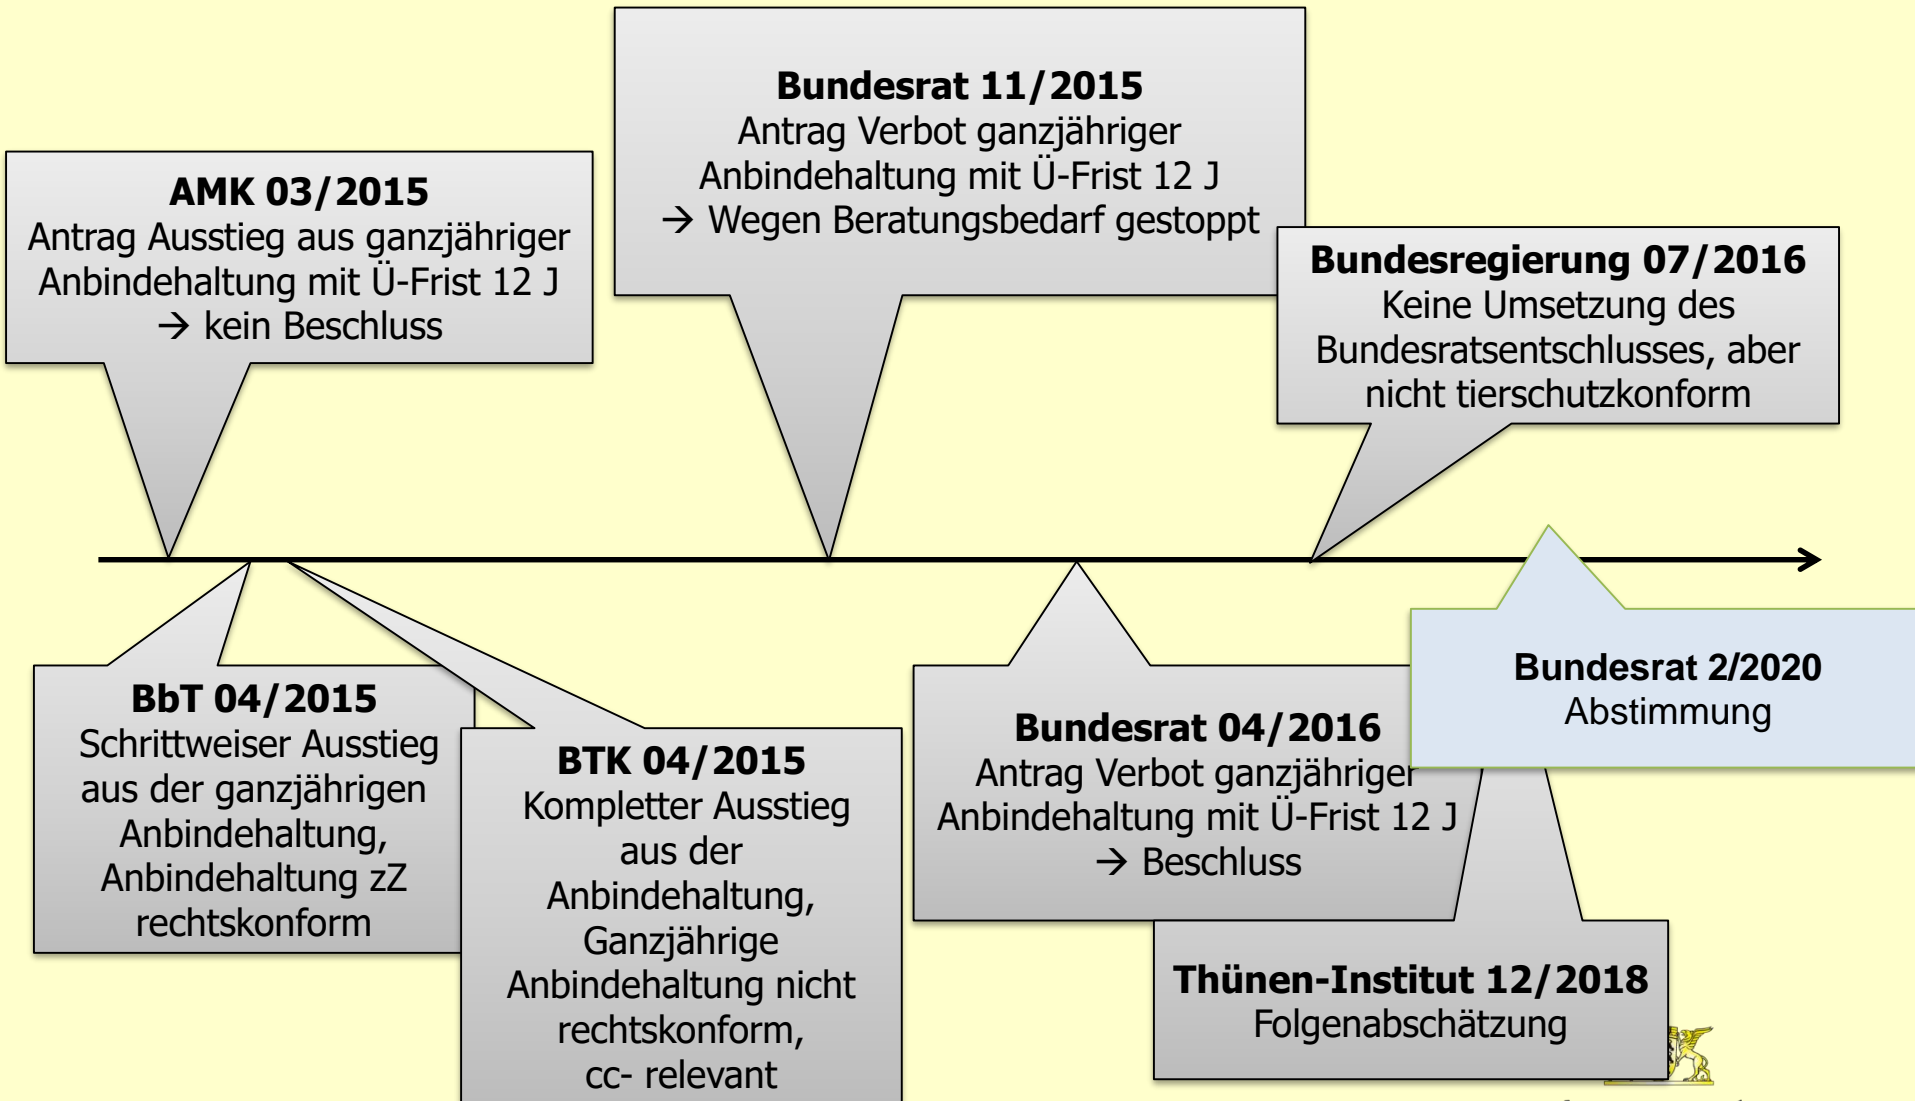 Bundesrat 11/2015
Antrag Verbot ganzjähriger
Anbindehaltung mit Ü-Frist 12 J
→ Wegen Beratungsbedarf gestoppt
AMK 03/2015
Antrag Ausstieg aus ganzjähriger
Anbindehaltung mit Ü-Frist 12 J
→ kein Beschluss
Bundesregierung 07/2016
Keine Umsetzung des
Bundesratsentschlusses, aber
nicht tierschutzkonform
BbT 04/2015
Schrittweiser Ausstieg
aus der ganzjährigen
Anbindehaltung,
Anbindehaltung zZ
rechtskonform
BTK 04/2015
Kompletter Ausstieg
aus der
Anbindehaltung,
Ganzjährige
Anbindehaltung nicht
rechtskonform,
cc- relevant
Bundesrat 04/2016
Antrag Verbot ganzjähriger
Anbindehaltung mit Ü-Frist 12 J
→ Beschluss
Bundesrat 2/2020
Abstimmung
Thünen-Institut 12/2018
Folgenabschätzung